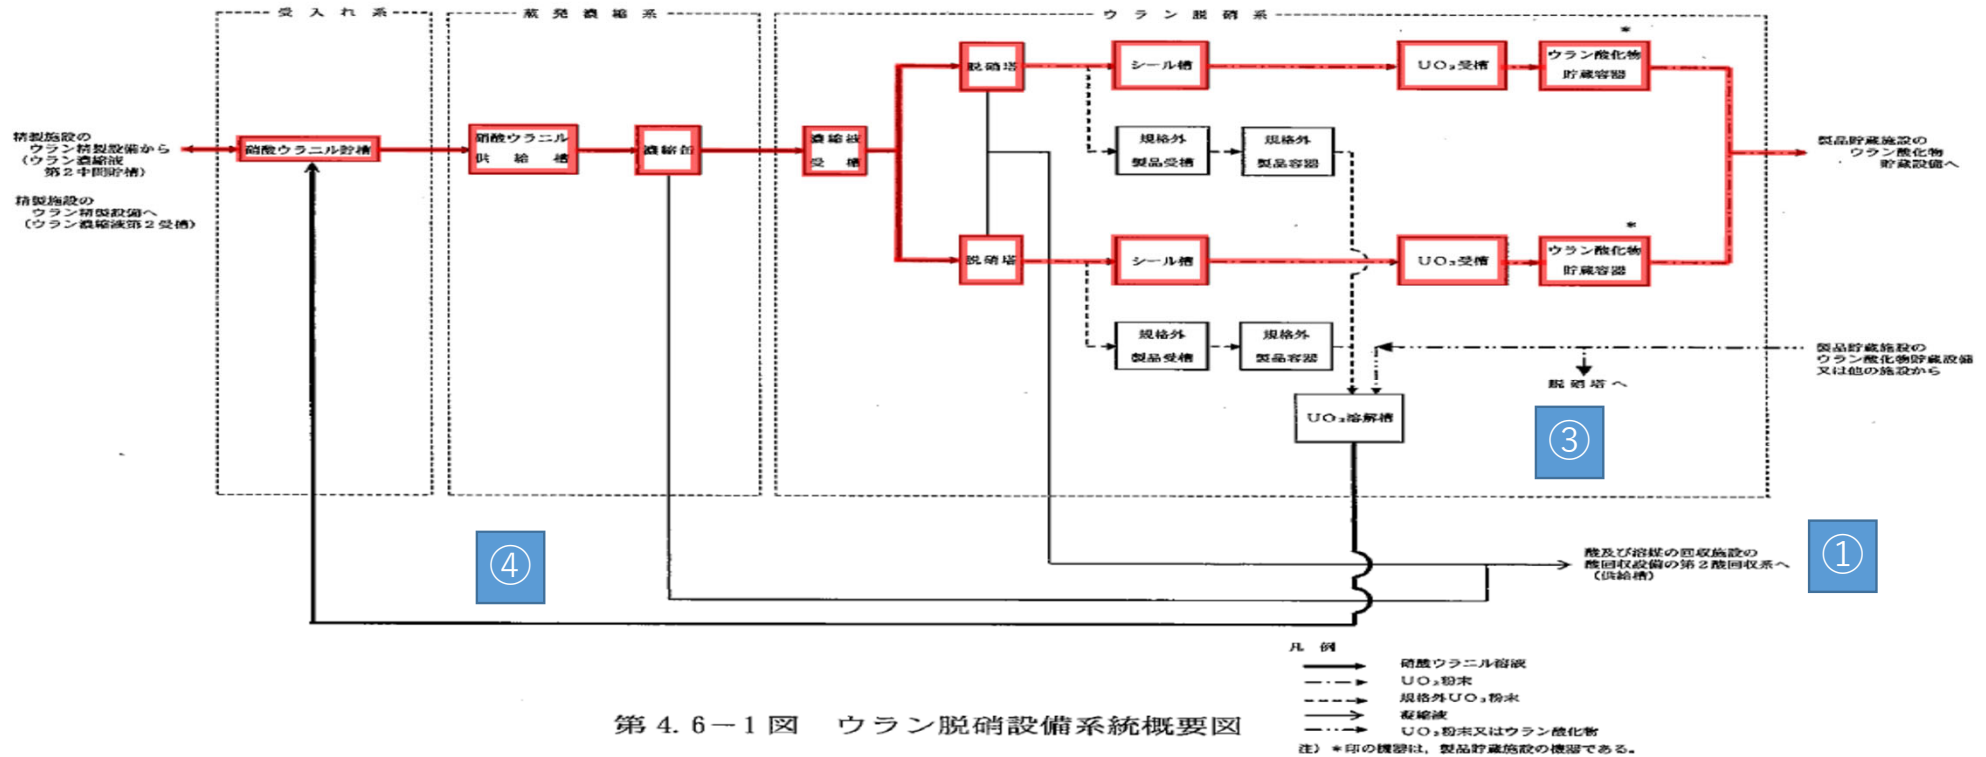 受入れ系
蒸発濃縮系
ウラン脱硝系
精製施設の
ウラン精製設備から
(ウラン濃縮液
第2中間貯槽)
精製施設の
ウラン精製設備へ
(ウラン濃縮液第2受槽)
硝酸ウラニル貯槽
硝酸ウラニル
供給槽
濃縮缶
濃縮液
受槽
脱硝塔
シール槽
UO₃受槽
*
ウラン酸化物
貯蔵容器
規格外
製品受槽
規格外
製品容器
製品貯蔵施設の
ウラン酸化物
貯蔵設備へ
脱硝塔
シール槽
UO₃受槽
*
ウラン酸化物
貯蔵容器
規格外
製品受槽
規格外
製品容器
製品貯蔵施設の
ウラン酸化物貯蔵設備
又は他の施設から
脱硝塔へ
UO₃溶解槽
③
④
①
酸及び溶媒の回収施設の
酸回収設備の第2酸回収系へ
(供給槽)
凡例
硝酸ウラニル溶液
UO₃粉末
規格外UO₃粉末
凝縮液
UO₃粉末又はウラン酸化物
注) *印の機器は,製品貯蔵施設の機器である。
第4.6-1図 ウラン脱硝設備系統概要図